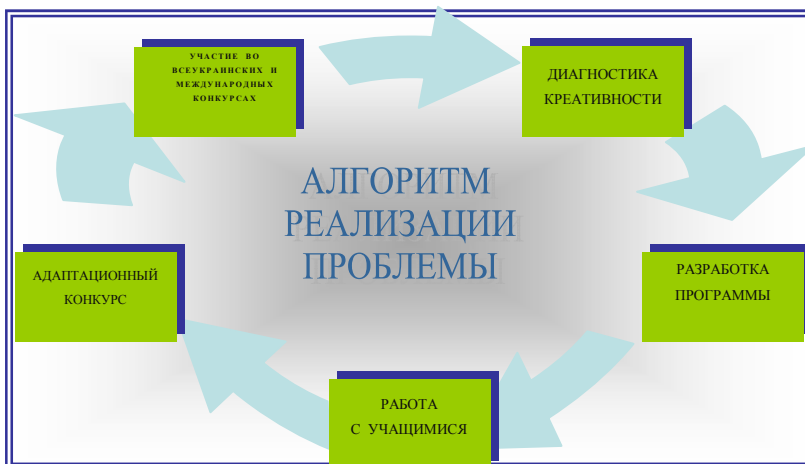 УЧАСТИЕ ВО
ВСЕУКРАИНСКИХ И
МЕЖДУНАРОДНЫХ
КОНКУРСАХ
ДИАГНОСТИКА
КРЕАТИВНОСТИ
АЛГОРИТМ
РЕАЛИЗАЦИИ
ПРОБЛЕМЫ
АДАПТАЦИОННЫЙ
КОНКУРС
РАЗРАБОТКА
ПРОГРАММЫ
РАБОТА
С УЧАЩИМИСЯ